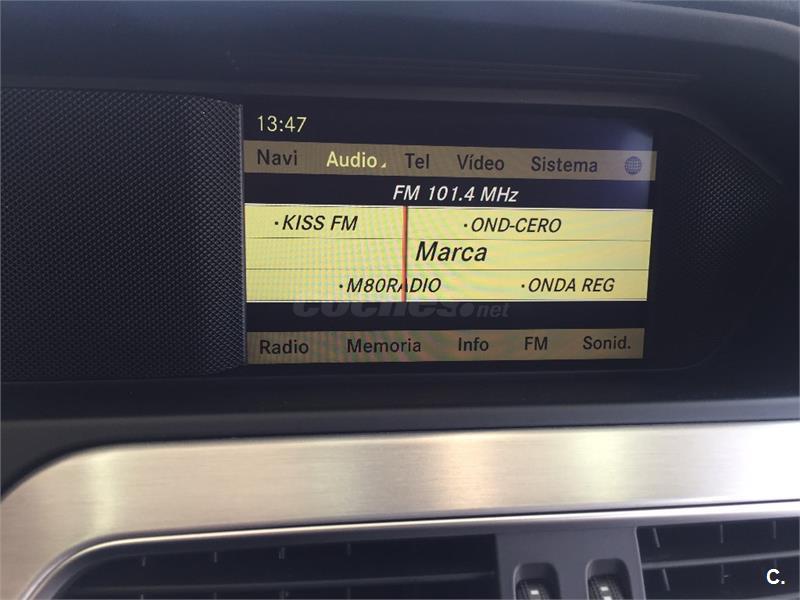 13:47
Navi Audio Tel Vídeo Sistema
FM 101.4 MHz
·KISS FM ·OND-CERO
Marca
·M80RADIO ·ONDA REG
coches.net
Radio Memoria Info FM Sonid.
C.